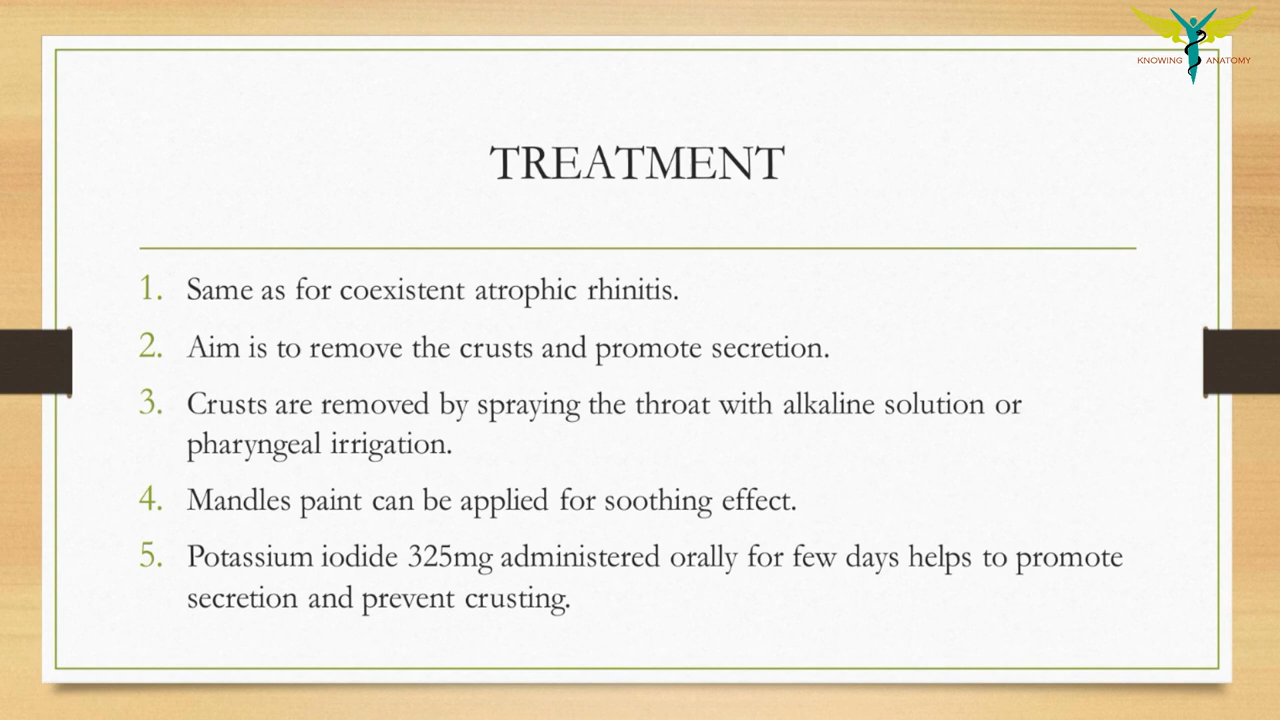 KNOWING ANATOMY
TREATMENT
1. Same as for coexistent atrophic rhinitis.
2. Aim is to remove the crusts and promote secretion.
3. Crusts are removed by spraying the throat with alkaline solution or
pharyngeal irrigation.
4. Mandles paint can be applied for soothing effect.
5. Potassium iodide 325mg administered orally for few days helps to promote
secretion and prevent crusting.